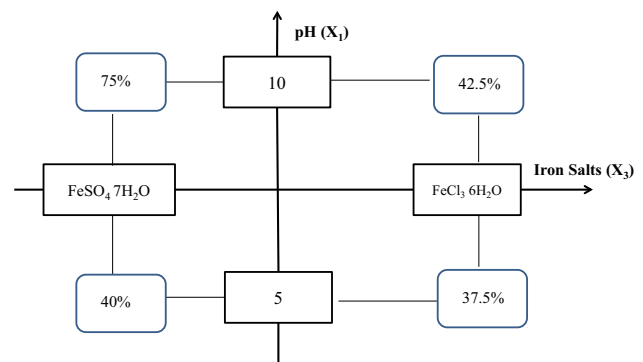 pH (X₁)
75%
10
42.5%
Iron Salts (X₃)
FeSO₄ 7H₂O
FeCl₃ 6H₂O
40%
5
37.5%